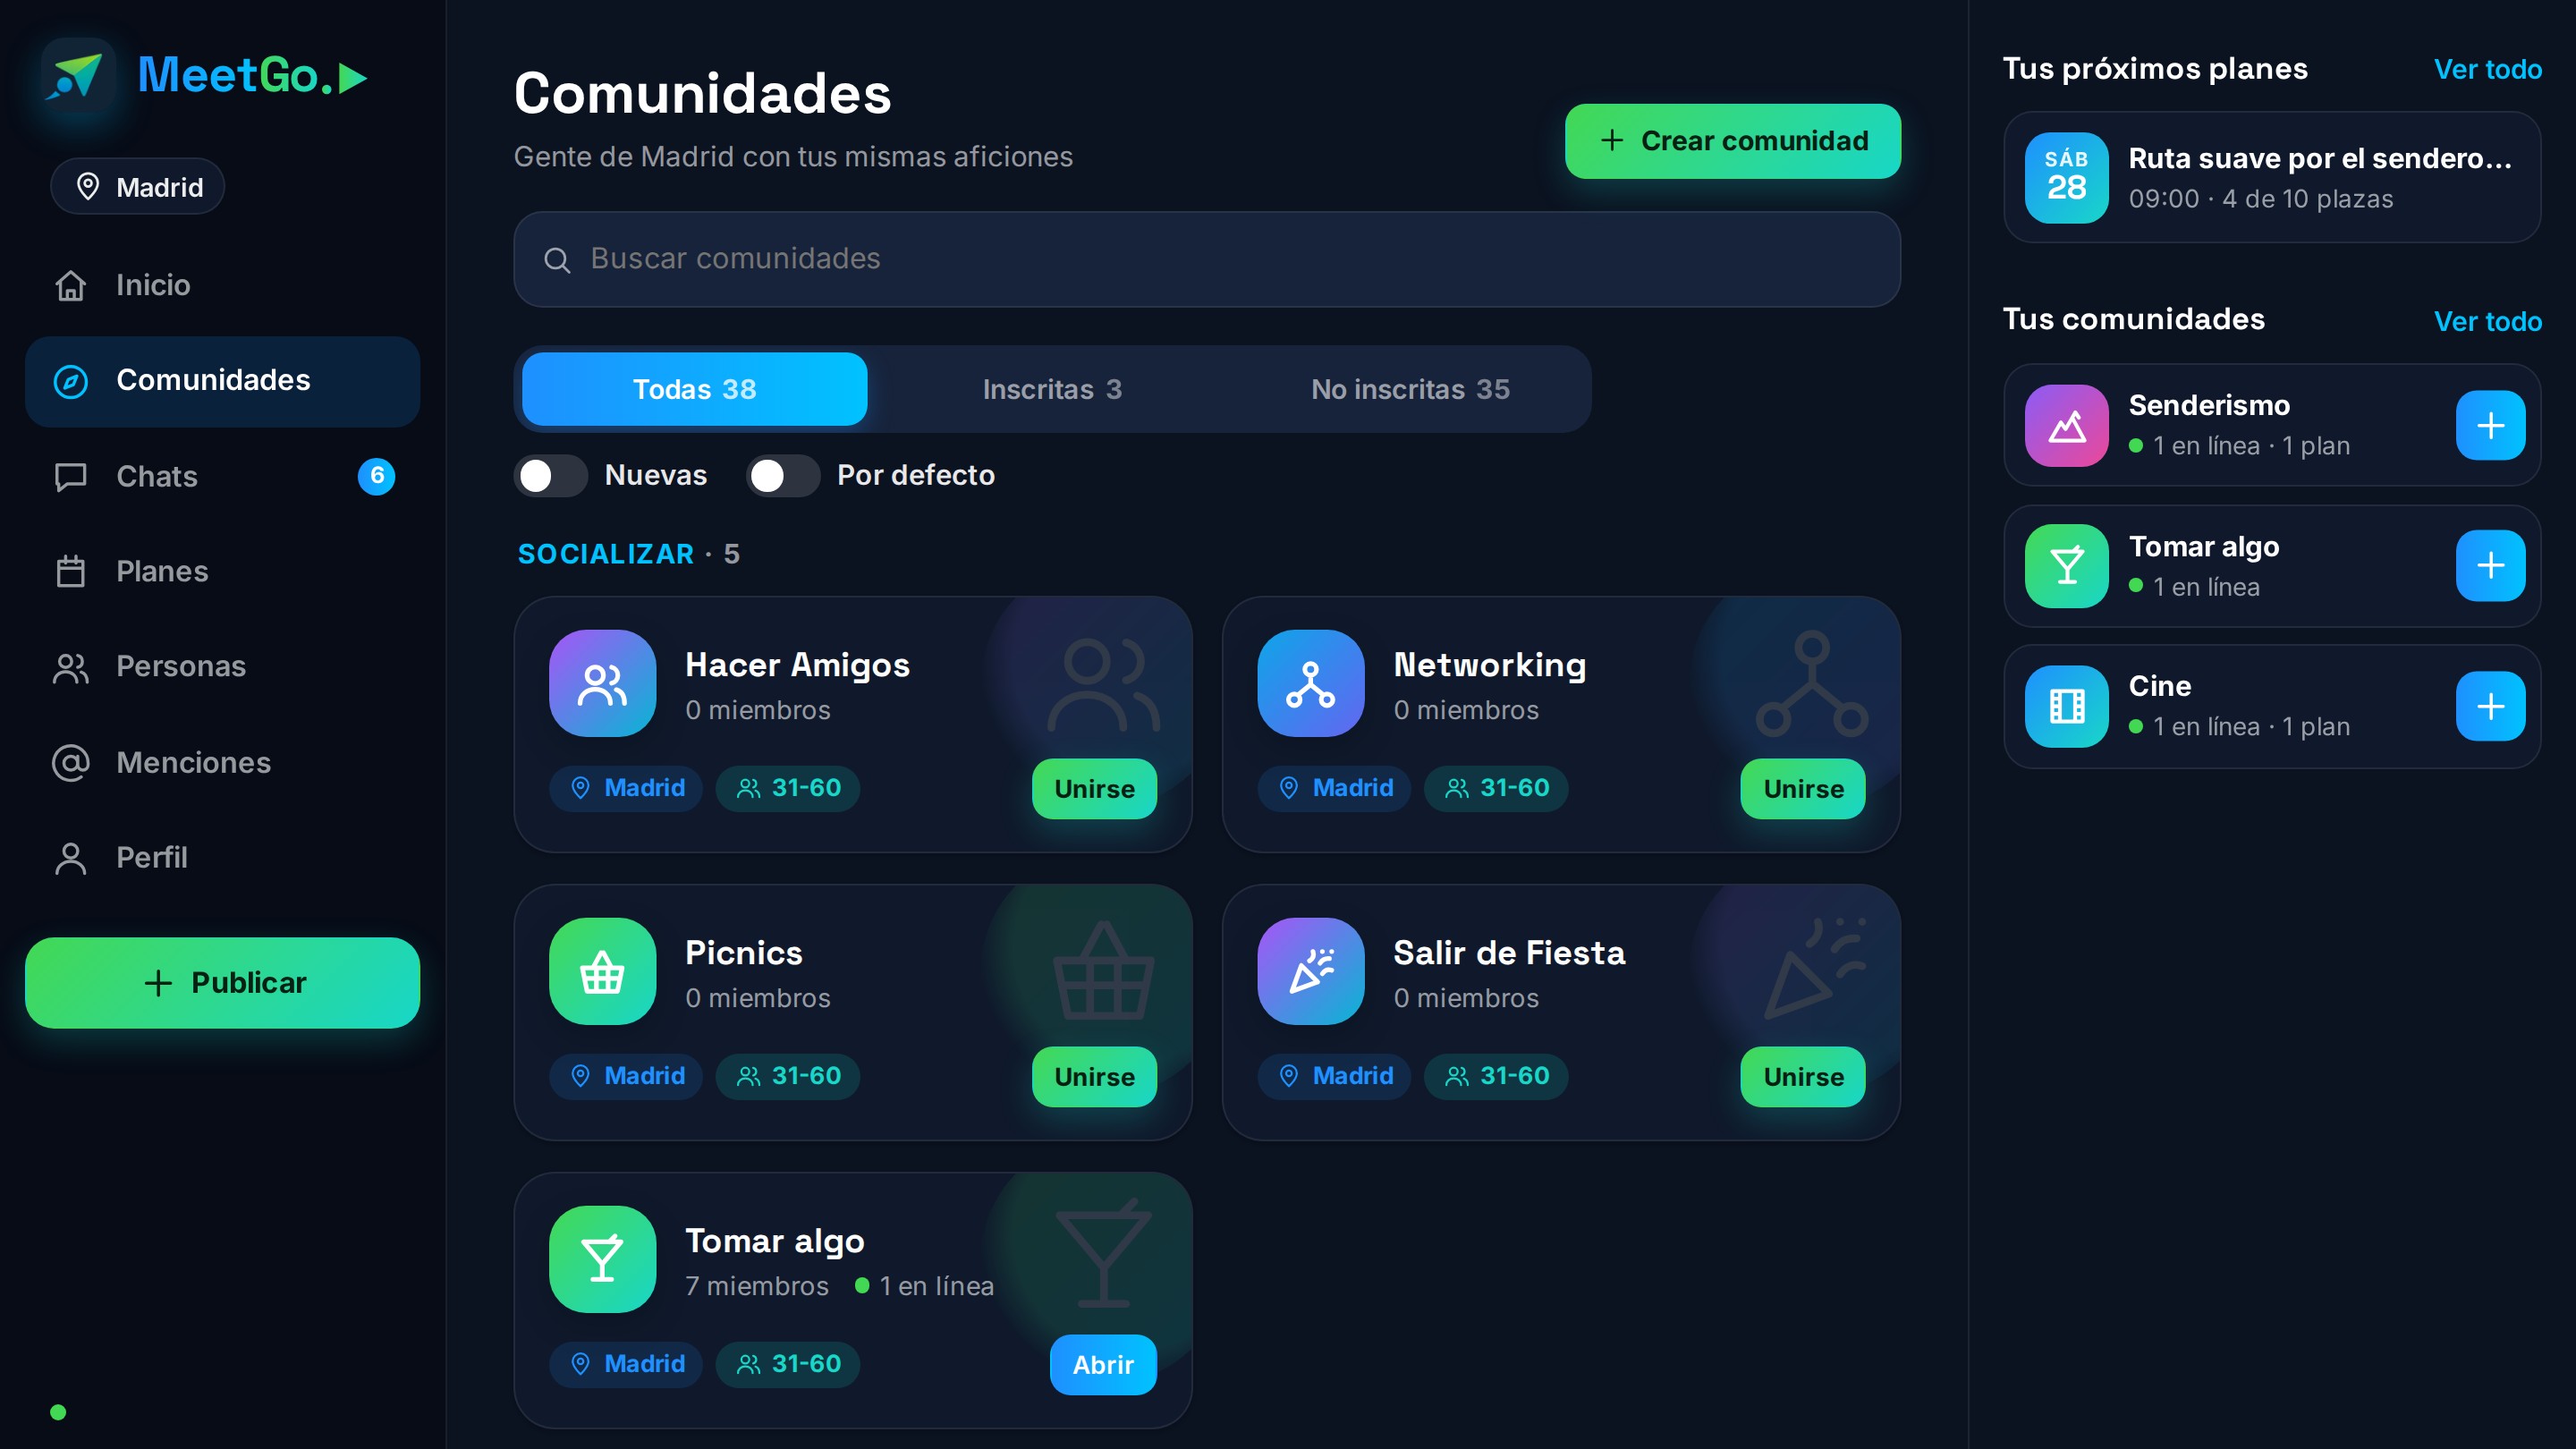 MeetGo.
Madrid
Inicio
Comunidades
Chats 6
Planes
Personas
Menciones
Perfil
+ Publicar
Comunidades
Gente de Madrid con tus mismas aficiones
+ Crear comunidad
Buscar comunidades
Todas 38 Inscritas 3 No inscritas 35
Nuevas Por defecto
SOCIALIZAR · 5
Hacer Amigos
0 miembros
Madrid 31-60 Unirse
Networking
0 miembros
Madrid 31-60 Unirse
Picnics
0 miembros
Madrid 31-60 Unirse
Salir de Fiesta
0 miembros
Madrid 31-60 Unirse
Tomar algo
7 miembros 1 en línea
Madrid 31-60 Abrir
Tus próximos planes Ver todo
SÁB
28
Ruta suave por el sendero...
09:00 · 4 de 10 plazas
Tus comunidades Ver todo
Senderismo
1 en línea · 1 plan
Tomar algo
1 en línea
Cine
1 en línea · 1 plan